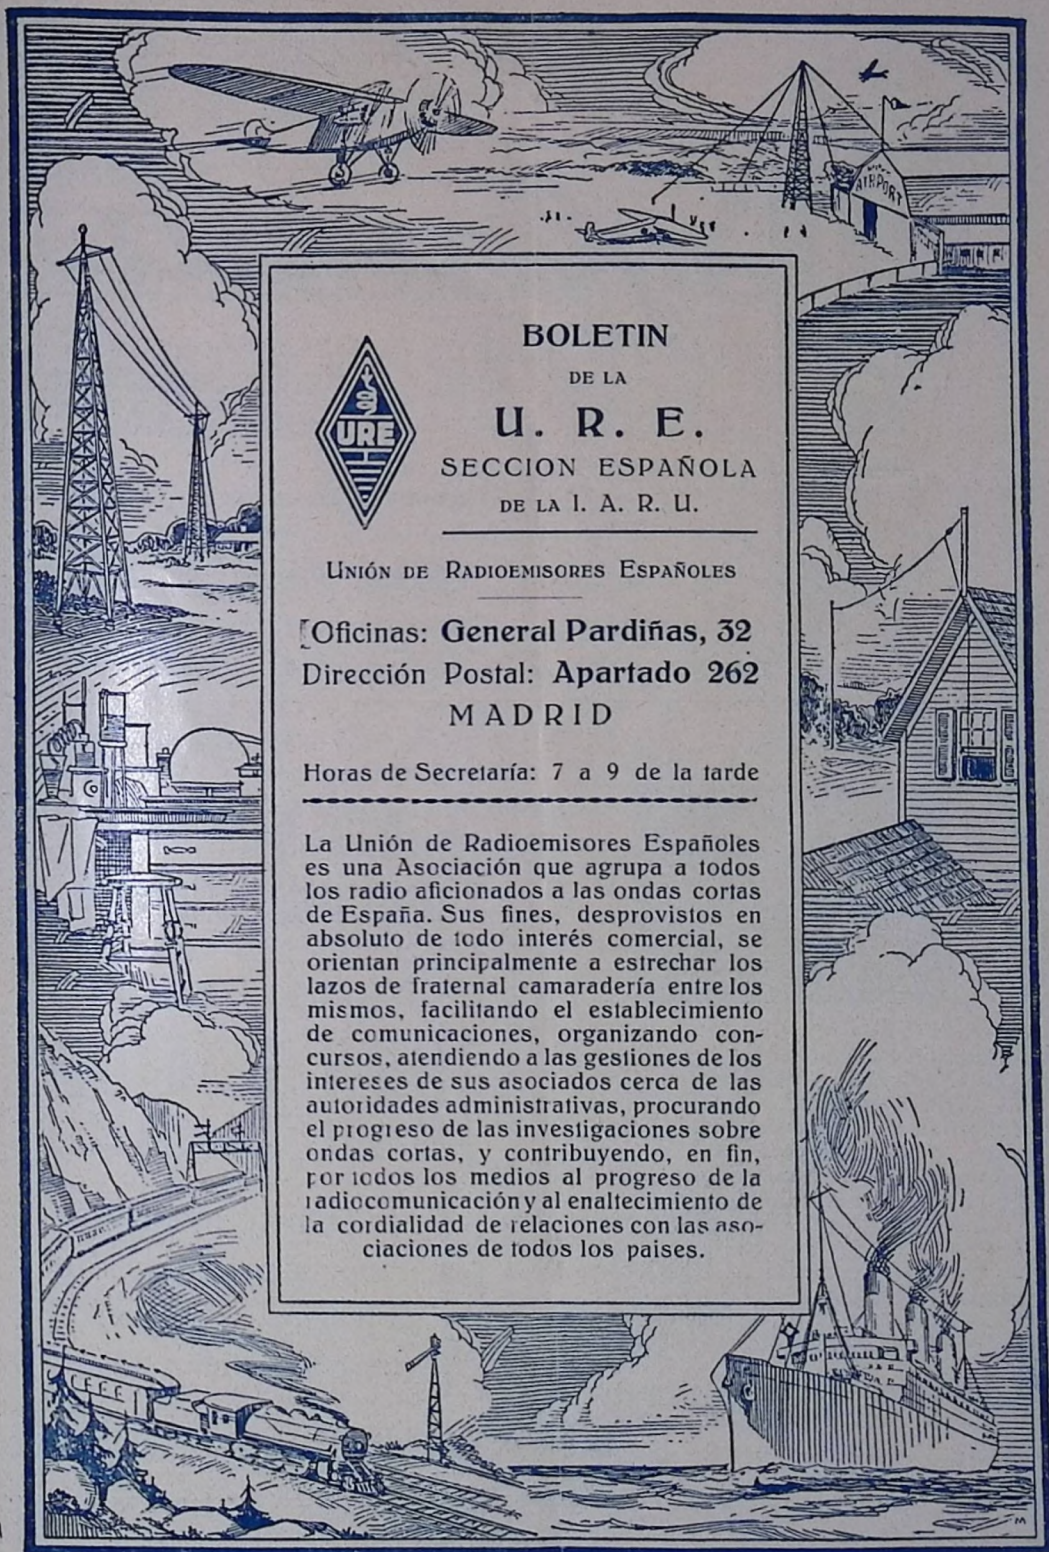 AIRPORT
BOLETIN
DE LA
U. R. E.
SECCION ESPAÑOLA
DE LA I. A. R. U.
URE
UNIÓN DE RADIOEMISORES ESPAÑOLES
Oficinas: General Pardiñas, 32
Dirección Postal: Apartado 262
MADRID
Horas de Secretaría: 7 a 9 de la tarde
La Unión de Radioemisores Españoles
es una Asociación que agrupa a todos
los radio aficionados a las ondas cortas
de España. Sus fines, desprovistos en
absoluto de todo interés comercial, se
orientan principalmente a estrechar los
lazos de fraternal camaradería entre los
mismos, facilitando el establecimiento
de comunicaciones, organizando con-
cursos, atendiendo a las gestiones de los
intereses de sus asociados cerca de las
autoridades administrativas, procurando
el progreso de las investigaciones sobre
ondas cortas, y contribuyendo, en fin,
por todos los medios al progreso de la
radiocomunicación y al enaltecimiento de
la cordialidad de relaciones con las aso-
ciaciones de todos los paises.
M